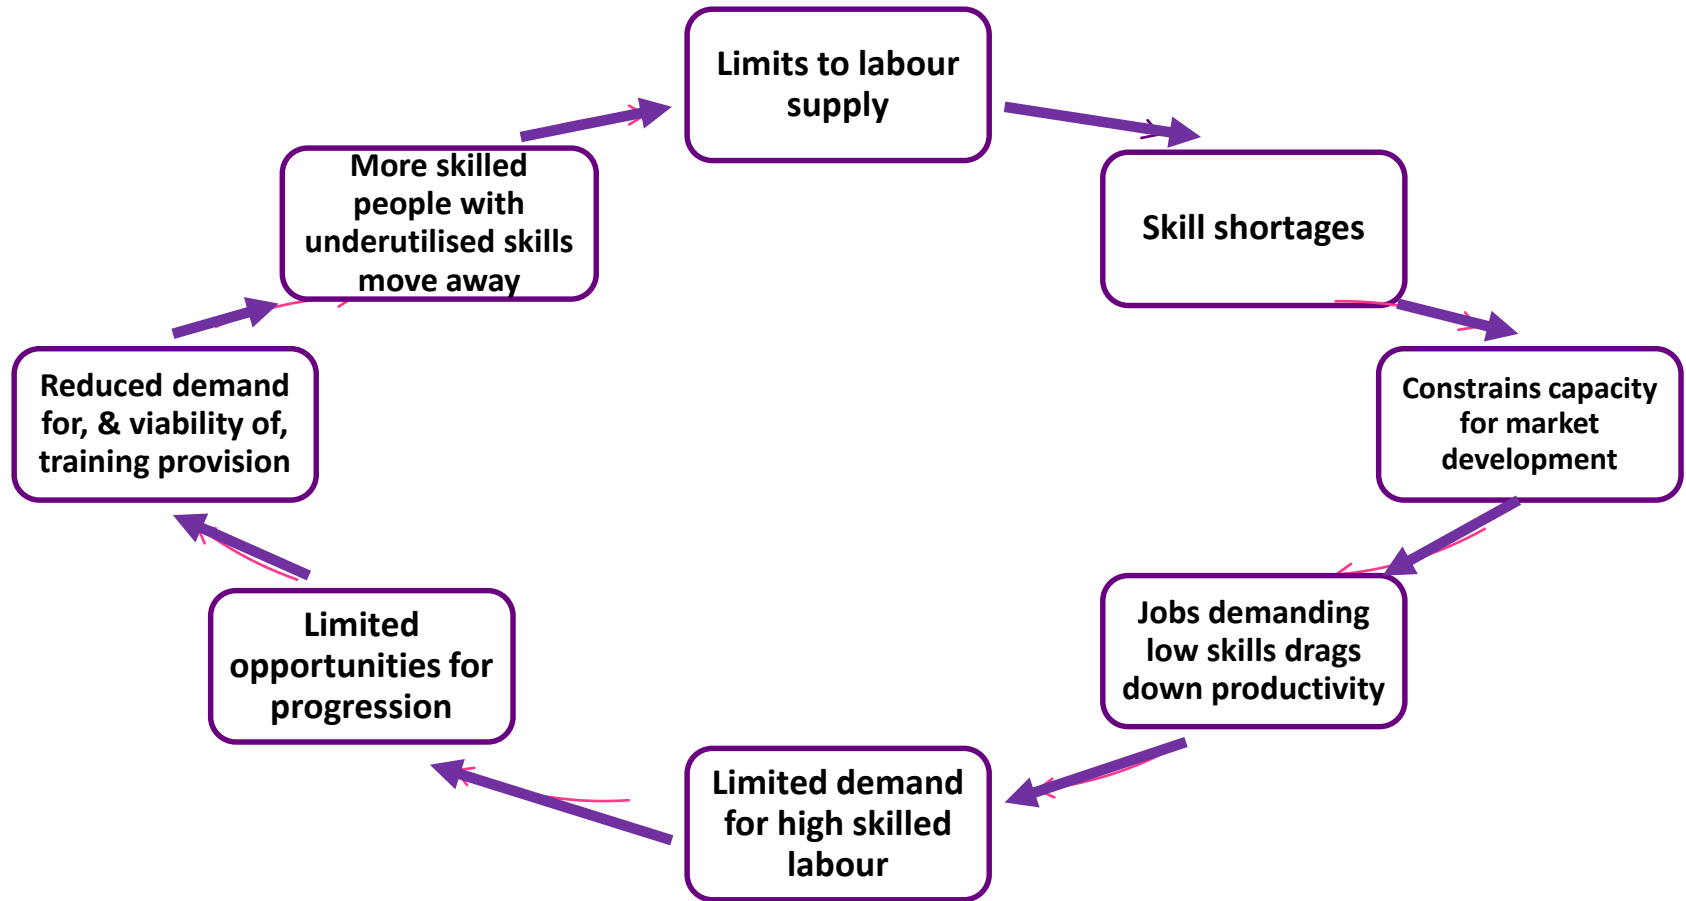 Limits to labour
supply
Skill shortages
Constrains capacity
for market
development
Jobs demanding
low skills drags
down productivity
Limited demand
for high skilled
labour
Limited
opportunities for
progression
Reduced demand
for, & viability of,
training provision
More skilled
people with
underutilised skills
move away